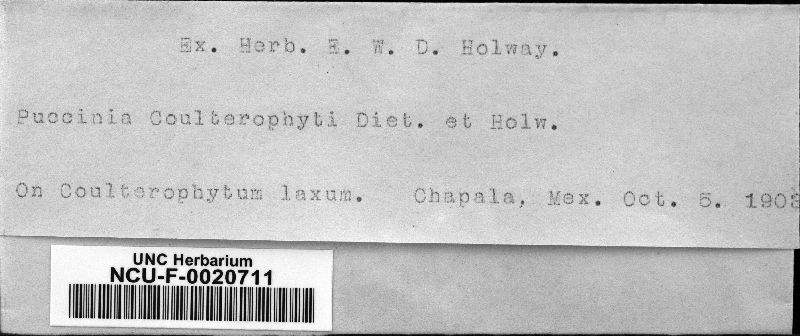 Ex. Herb. E. W. D. Holway.
Puccinia Coulterophyti Diet. et Holw.
On Coulterophytum laxum. Chapala, Mex. Oct. 5. 1903
UNC Herbarium
NCU-F-0020711